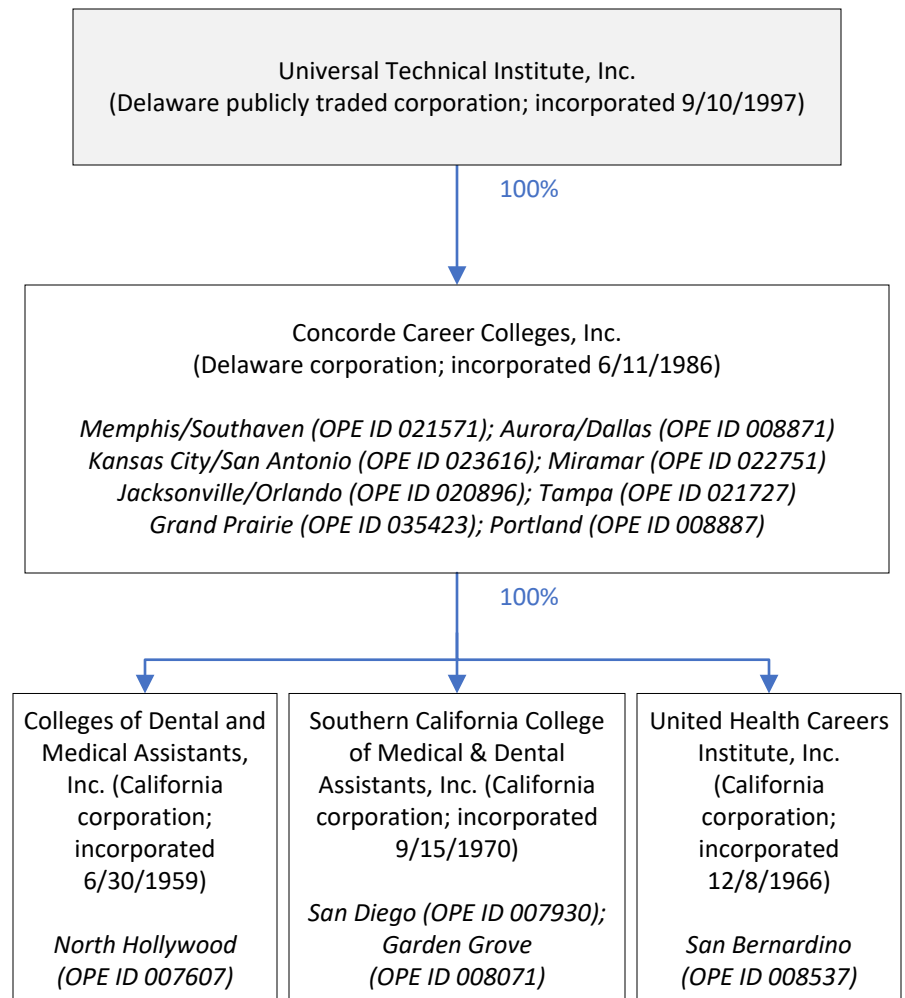 Universal Technical Institute, Inc.
(Delaware publicly traded corporation; incorporated 9/10/1997)
100%
Concorde Career Colleges, Inc.
(Delaware corporation; incorporated 6/11/1986)
Memphis/Southaven (OPE ID 021571); Aurora/Dallas (OPE ID 008871)
Kansas City/San Antonio (OPE ID 023616); Miramar (OPE ID 022751)
Jacksonville/Orlando (OPE ID 020896); Tampa (OPE ID 021727)
Grand Prairie (OPE ID 035423); Portland (OPE ID 008887)
100%
Colleges of Dental and
Medical Assistants,
Inc. (California
corporation;
incorporated
6/30/1959)
North Hollywood
(OPE ID 007607)
Southern California College
of Medical & Dental
Assistants, Inc. (California
corporation; incorporated
9/15/1970)
San Diego (OPE ID 007930);
Garden Grove
(OPE ID 008071)
United Health Careers
Institute, Inc.
(California
corporation;
incorporated
12/8/1966)
San Bernardino
(OPE ID 008537)